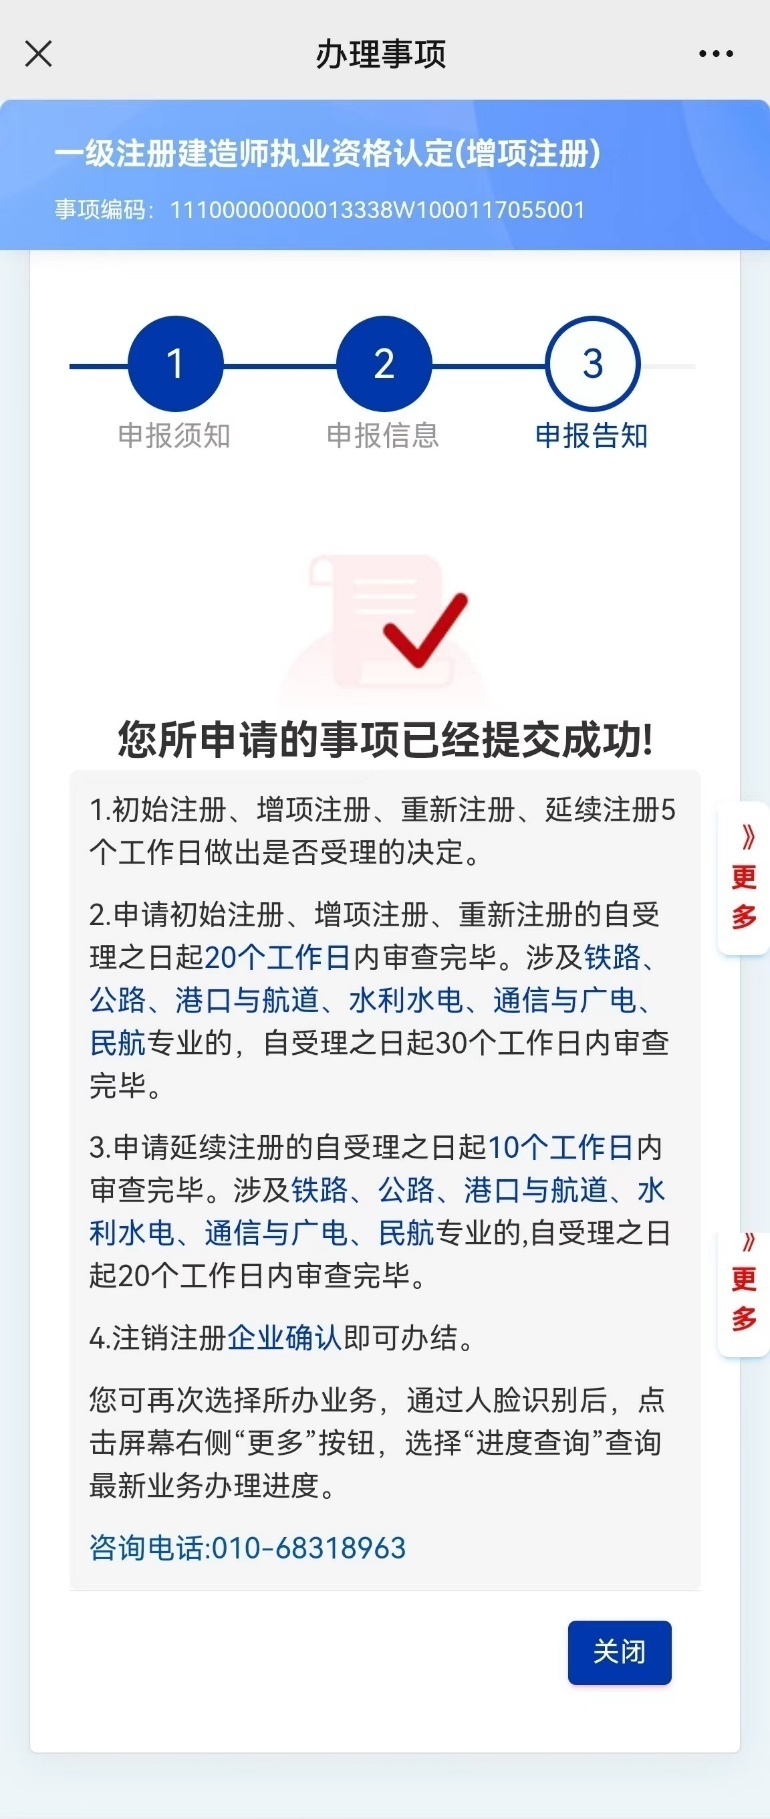 办理事项
一级注册建造师执业资格认定(增项注册)
事项编码：11100000000013338W1000117055001
1
2
3
申报须知
申报信息
申报告知
您所申请的事项已经提交成功!
1.初始注册、增项注册、重新注册、延续注册5
个工作日做出是否受理的决定。
2.申请初始注册、增项注册、重新注册的自受
理之日起20个工作日内审查完毕。涉及铁路、
公路、港口与航道、水利水电、通信与广电、
民航专业的，自受理之日起30个工作日内审查
完毕。
3.申请延续注册的自受理之日起10个工作日内
审查完毕。涉及铁路、公路、港口与航道、水
利水电、通信与广电、民航专业的,自受理之日
起20个工作日内审查完毕。
4.注销注册企业确认即可办结。
您可再次选择所办业务，通过人脸识别后，点
击屏幕右侧“更多”按钮，选择“进度查询”查询
最新业务办理进度。
咨询电话:010-68318963
关闭
》
更
多
》
更
多